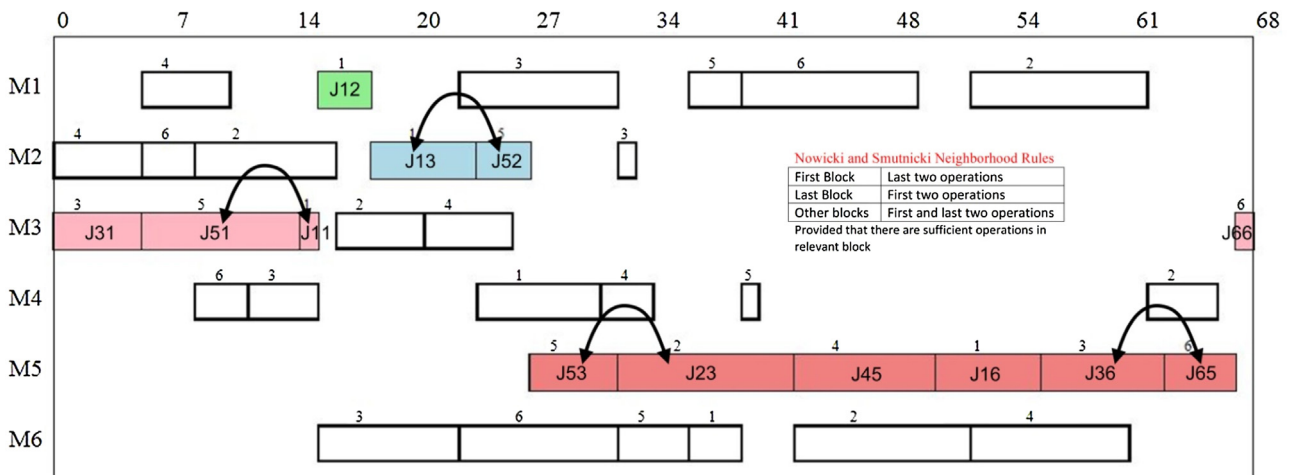 0 7 14 20 27 34 41 48 54 61 68
4 1 3 5 6 2
M1 J12
4 6 2 1 5 3
M2 J13 J52
Nowicki and Smutnicki Neighborhood Rules
First Block Last two operations
Last Block First two operations
Other blocks First and last two operations
Provided that there are sufficient operations in
relevant block
3 5 1 2 4 6
M3 J31 J51 J11 J66
6 3 1 4 5 2
M4
5 2 4 1 3 6
M5 J53 J23 J45 J16 J36 J65
3 6 5 1 2 4
M6